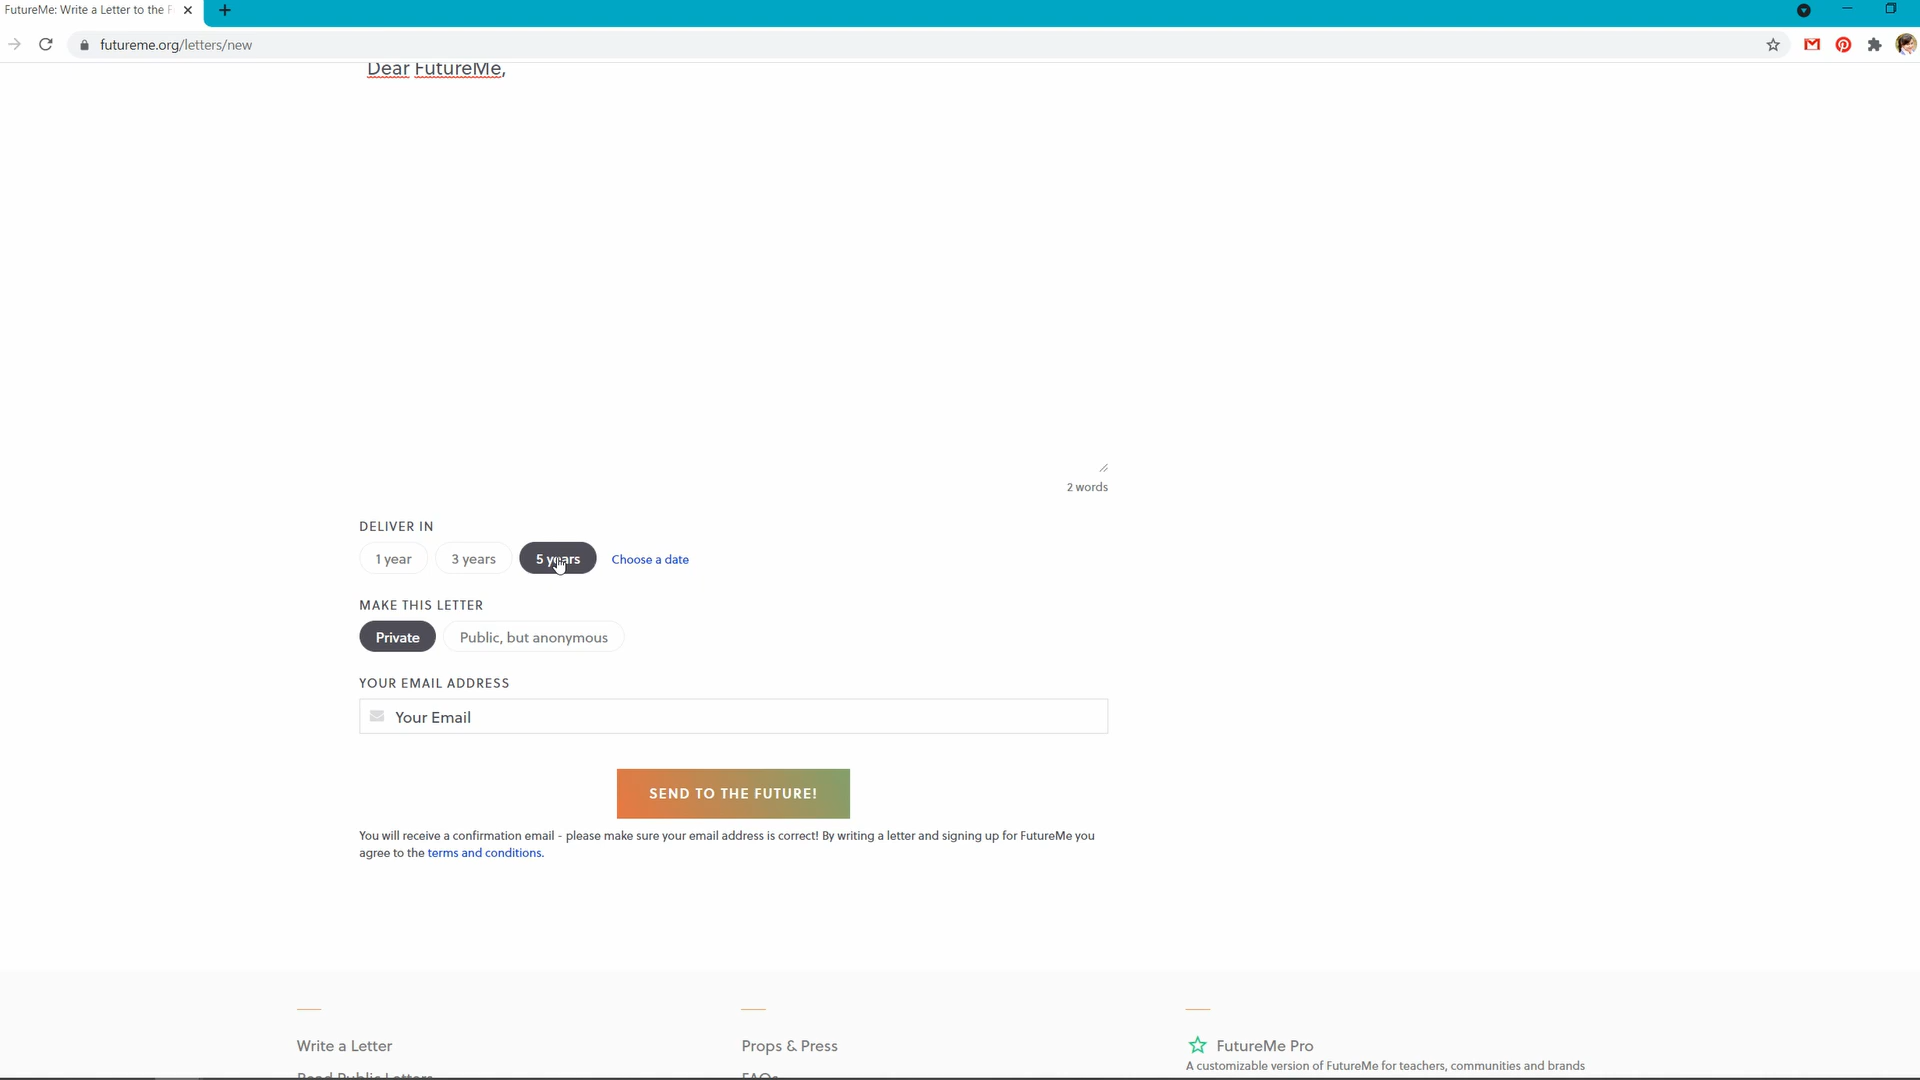 FutureMe: Write a Letter to the F
futureme.org/letters/new
Dear FutureMe,
2 words
DELIVER IN
1 year
3 years
5 years
Choose a date
MAKE THIS LETTER
Private
Public, but anonymous
YOUR EMAIL ADDRESS
Your Email
SEND TO THE FUTURE!
You will receive a confirmation email - please make sure your email address is correct! By writing a letter and signing up for FutureMe you
agree to the terms and conditions.
Write a Letter
Props & Press
FutureMe Pro
A customizable version of FutureMe for teachers, communities and brands
Read Public Letters
FAQs